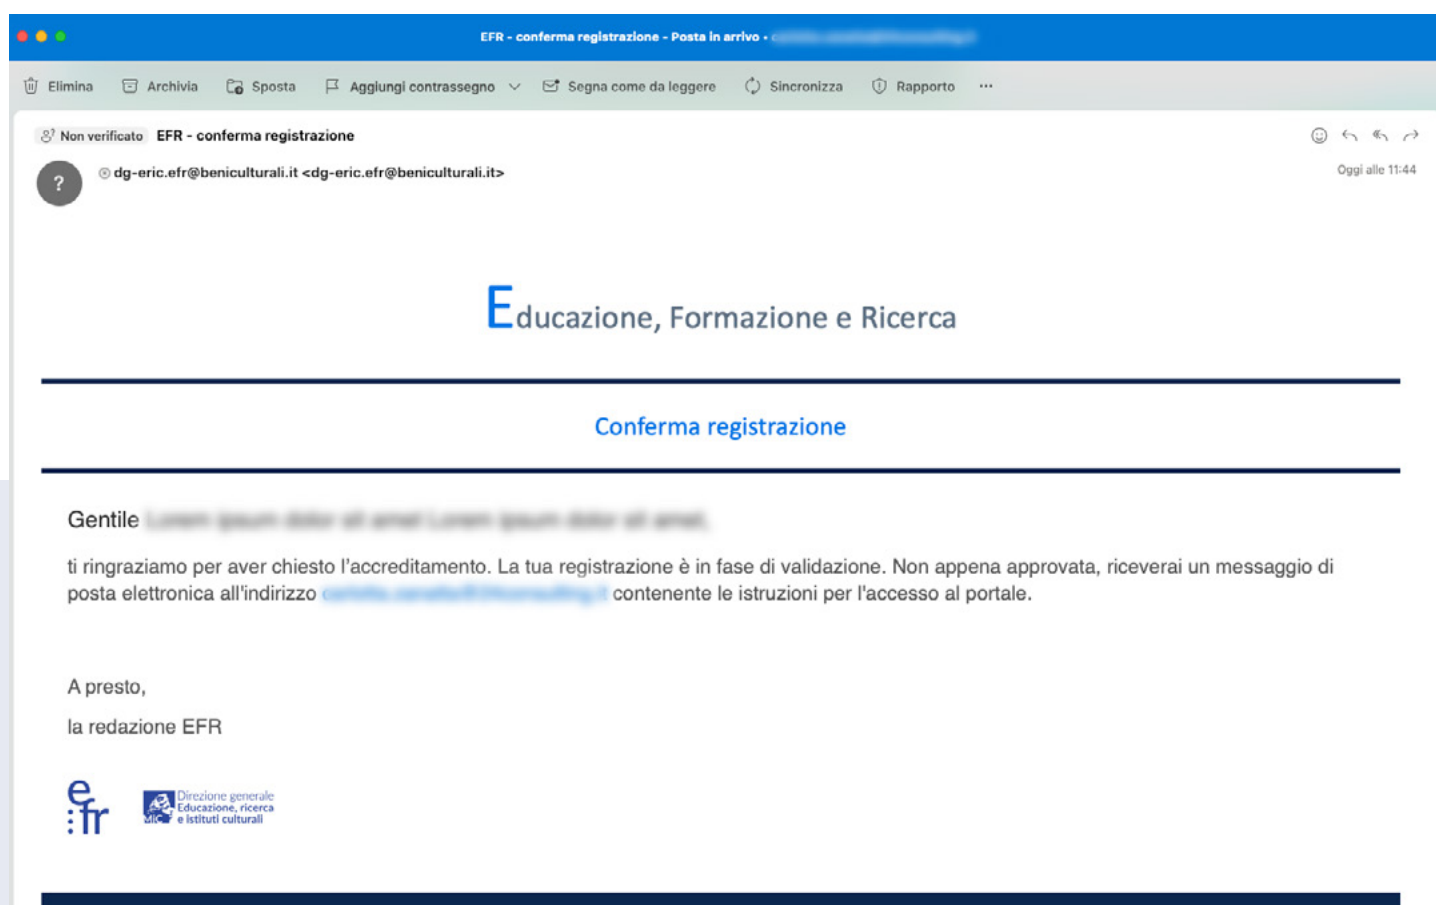 EFR - conferma registrazione - Posta in arrivo •
Elimina Archivia Sposta Aggiungi contrassegno Segna come da leggere Sincronizza Rapporto ...
Non verificato EFR - conferma registrazione
? dg-eric.efr@beniculturali.it <dg-eric.efr@beniculturali.it> Oggi alle 11:44
Educazione, Formazione e Ricerca
Conferma registrazione
Gentile
ti ringraziamo per aver chiesto l'accreditamento. La tua registrazione è in fase di validazione. Non appena approvata, riceverai un messaggio di
posta elettronica all'indirizzo contenente le istruzioni per l'accesso al portale.
A presto,
la redazione EFR
e:fr
MIC
Direzione generale
Educazione, ricerca
e istituti culturali